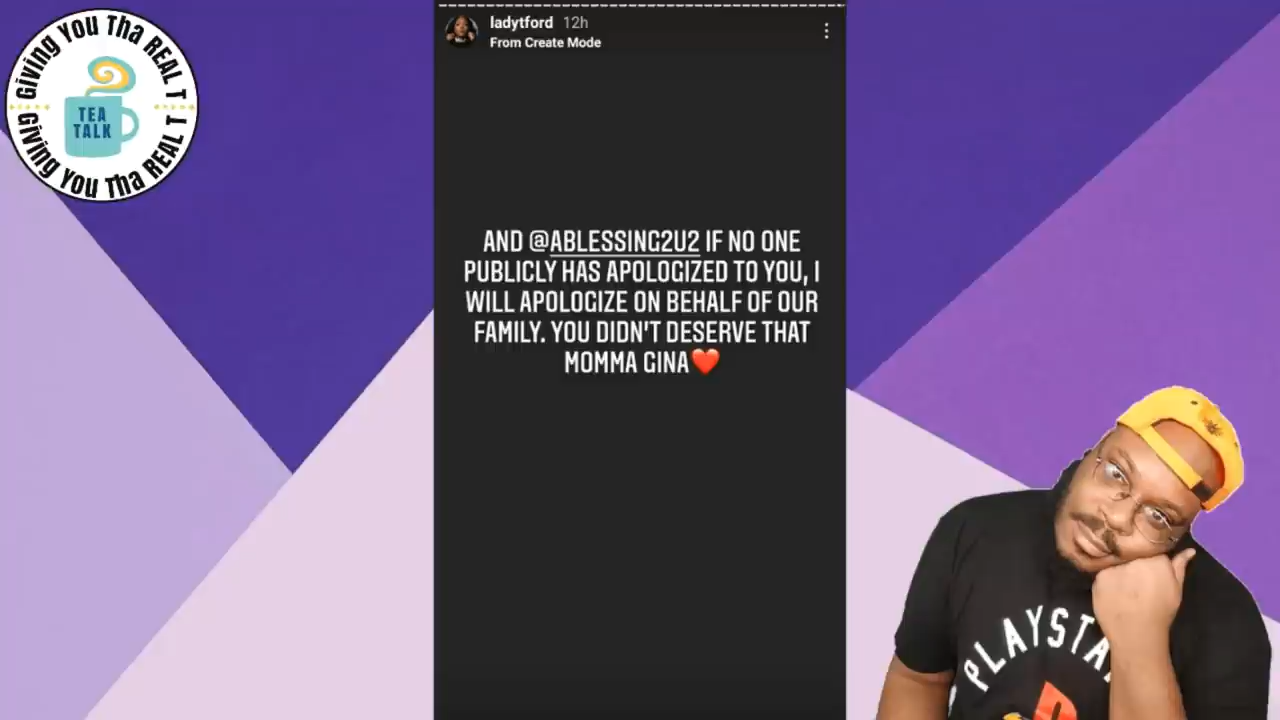 Giving You Tha REAL T
TEA
TALK
Giving You Tha REAL T
ladytford 12h
From Create Mode
AND @ABLESSING2U2 IF NO ONE
PUBLICLY HAS APOLOGIZED TO YOU, I
WILL APOLOGIZE ON BEHALF OF OUR
FAMILY. YOU DIDN'T DESERVE THAT
MOMMA GINA❤️
PLAYSTA